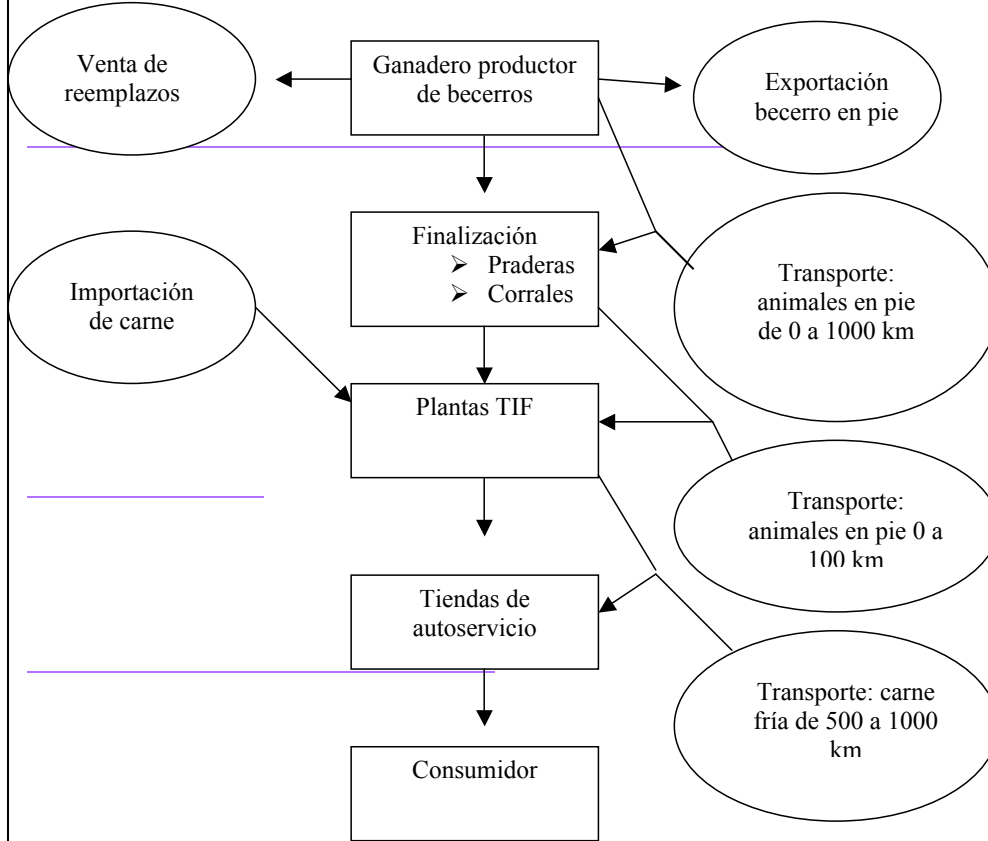 Venta de
reemplazos
Ganadero productor
de becerros
Exportación
becerro en pie
Finalización
➢ Praderas
➢ Corrales
Importación
de carne
Transporte:
animales en pie
de 0 a 1000 km
Plantas TIF
Transporte:
animales en pie 0 a
100 km
Tiendas de
autoservicio
Transporte: carne
fría de 500 a 1000
km
Consumidor